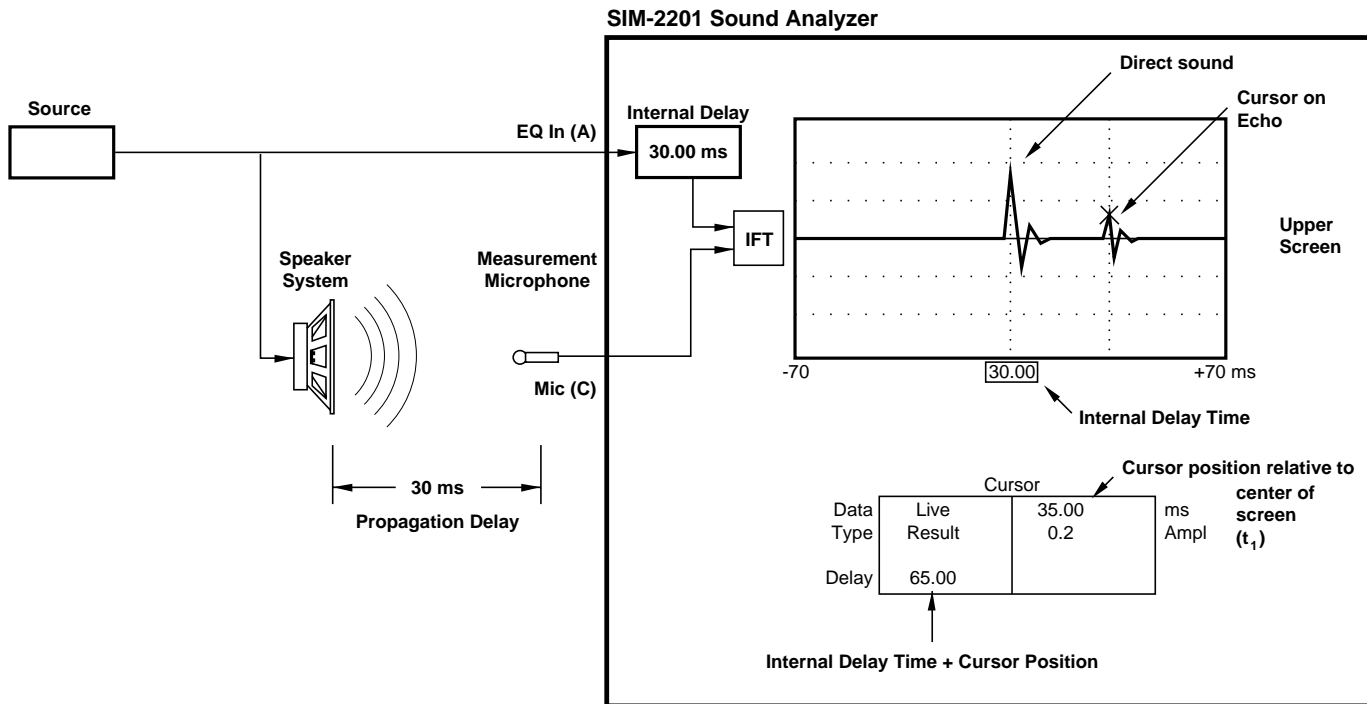 SIM-2201 Sound Analyzer
Direct sound
Source
Internal Delay
Cursor on
Echo
EQ In (A)
30.00 ms
IFT
Upper
Screen
Speaker
System
Measurement
Microphone
Mic (C)
-70
30.00
+70 ms
Internal Delay Time
30 ms
Propagation Delay
Cursor position relative to
center of
screen
(t1)
Cursor
Data Live 35.00 ms
Type Result 0.2 Ampl
Delay 65.00
Internal Delay Time + Cursor Position